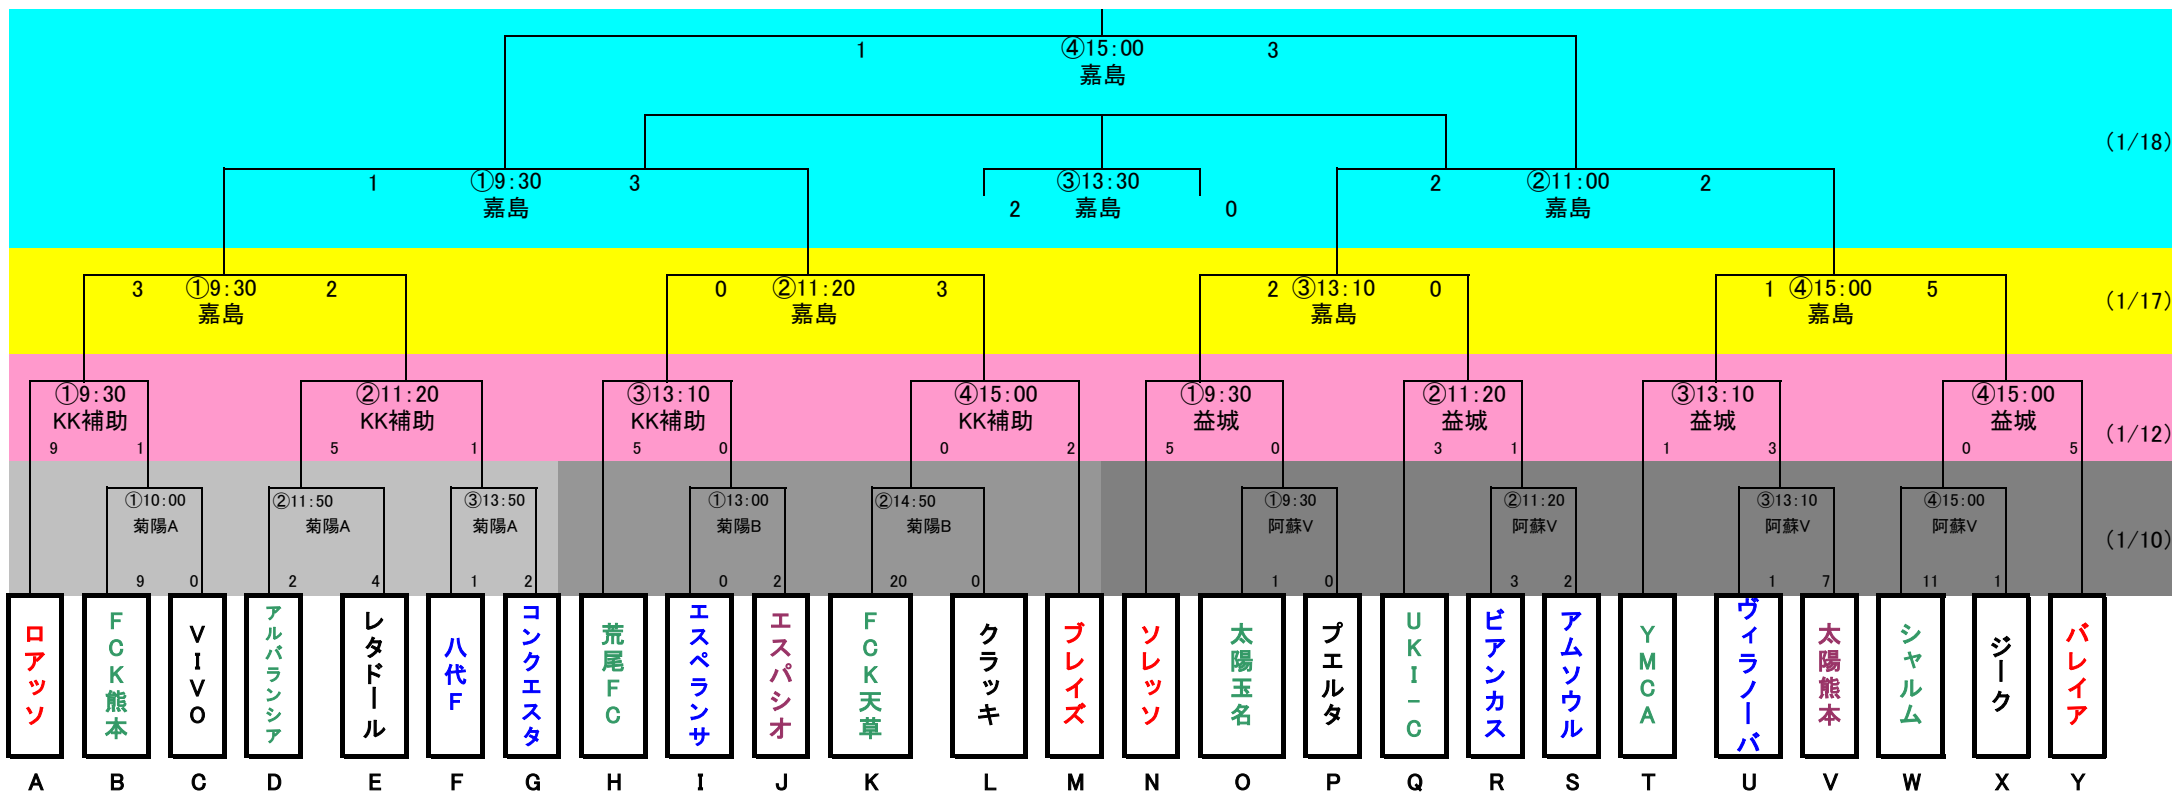 1 ④15：00 3
嘉島
（1/18）
1 ①9：30 3 ③13：30 2 ②11：00 2
嘉島 2 嘉島 0 嘉島
3 ①9：30 2 0 ②11：20 3 2 ③13：10 0 1 ④15：00 5
嘉島 嘉島 嘉島 嘉島
（1/17）
①9：30 ②11：20 ③13：10 ④15：00 ①9：30 ②11：20 ③13：10 ④15：00
KK補助 KK補助 KK補助 KK補助 益城 益城 益城 益城
（1/12）
9 1 5 1 5 0 0 2 5 0 3 1 1 3 0 5
①10：00 ②11：50 ③13：50 ①13：00 ②14：50 ①9：30 ②11：20 ③13：10 ④15：00
菊陽A 菊陽A 菊陽A 菊陽B 菊陽B 阿蘇V 阿蘇V 阿蘇V 阿蘇V
（1/10）
9 0 2 4 1 2 0 2 20 0 1 0 3 2 1 7 11 1
ロアッソ
FCK熊本
VIVO
アルバランシア
レタドール
八代F
コンクエスタ
荒尾FC
エスペランサ
エスパシオ
FCK天草
クラッキ
ブレイズ
ソレッソ
太陽玉名
プエルタ
UKI-C
ビアンカス
アムソウル
YMCA
ヴィラノーバ
太陽熊本
シャルム
ジーク
バレイア
A B C D E F G H I J K L M N O P Q R S T U V W X Y